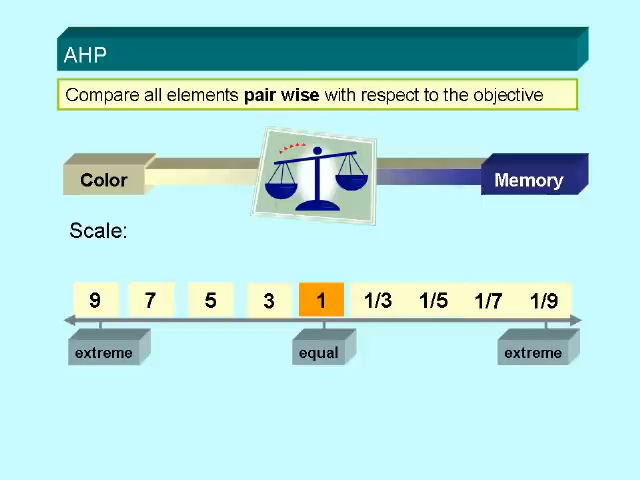 AHP
Compare all elements pair wise with respect to the objective
Color
Memory
Scale:
9 7 5 3 1 1/3 1/5 1/7 1/9
extreme equal extreme